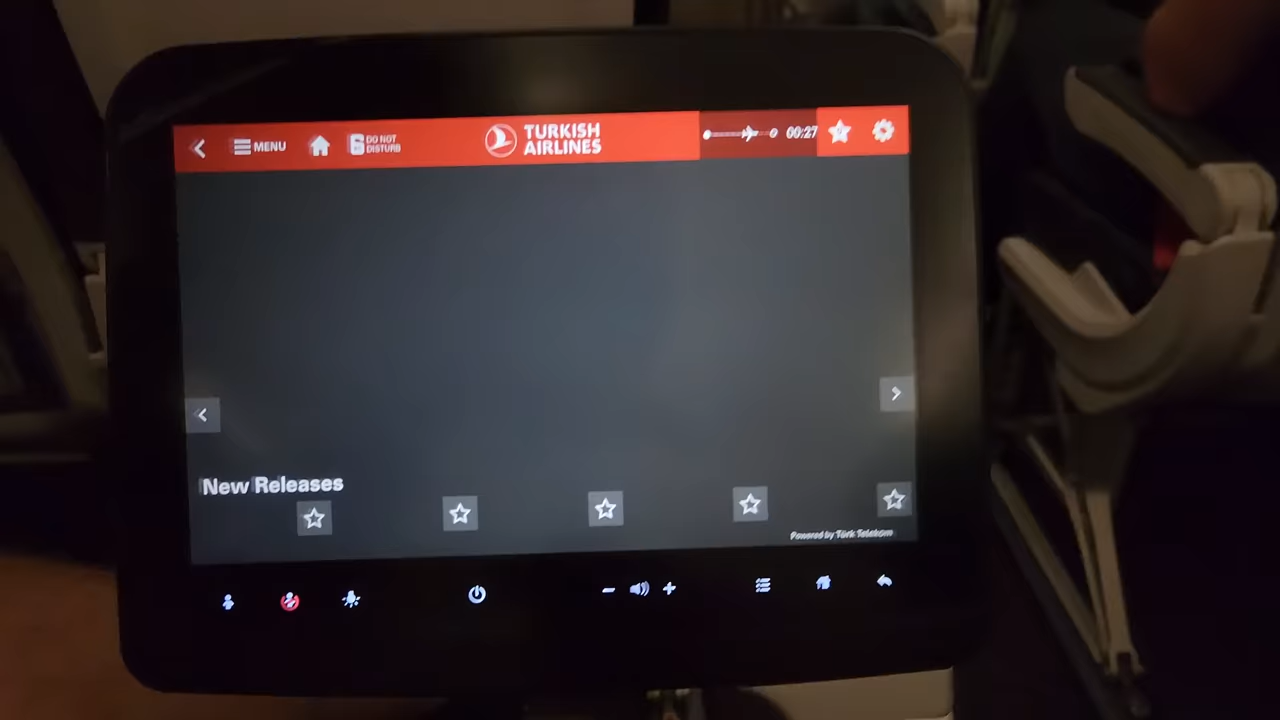 MENU
DO NOT
DISTURB
TURKISH
AIRLINES
00:27
New Releases
Powered by Türk Telekom